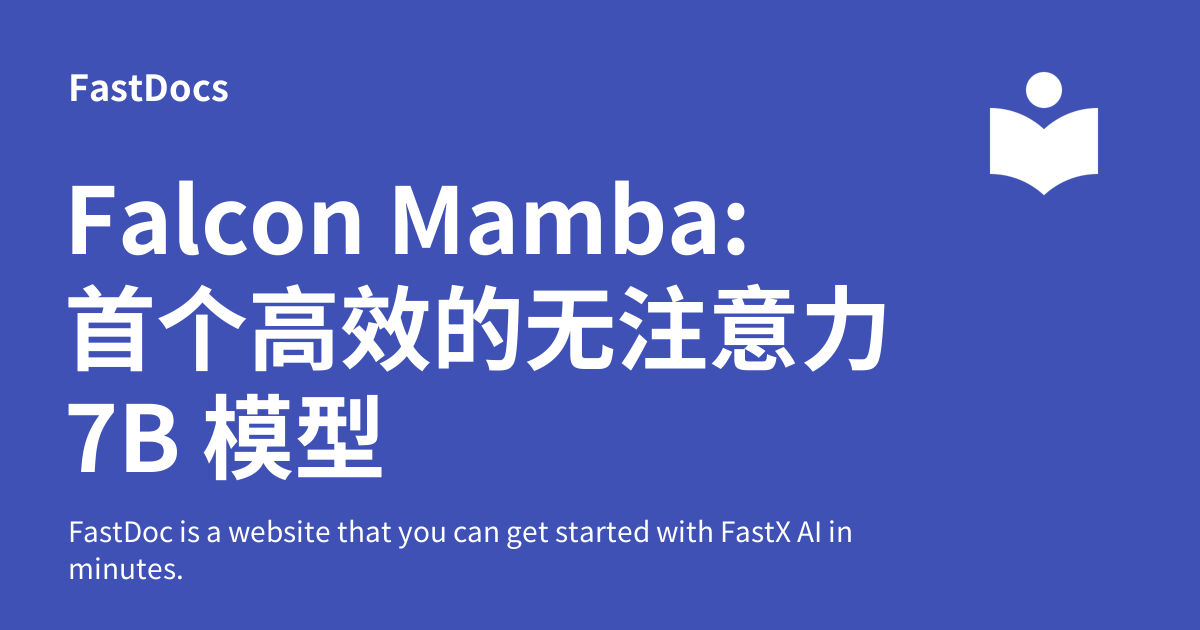 FastDocs
Falcon Mamba:
首个高效的无注意力
7B 模型
FastDoc is a website that you can get started with FastX AI in
minutes.